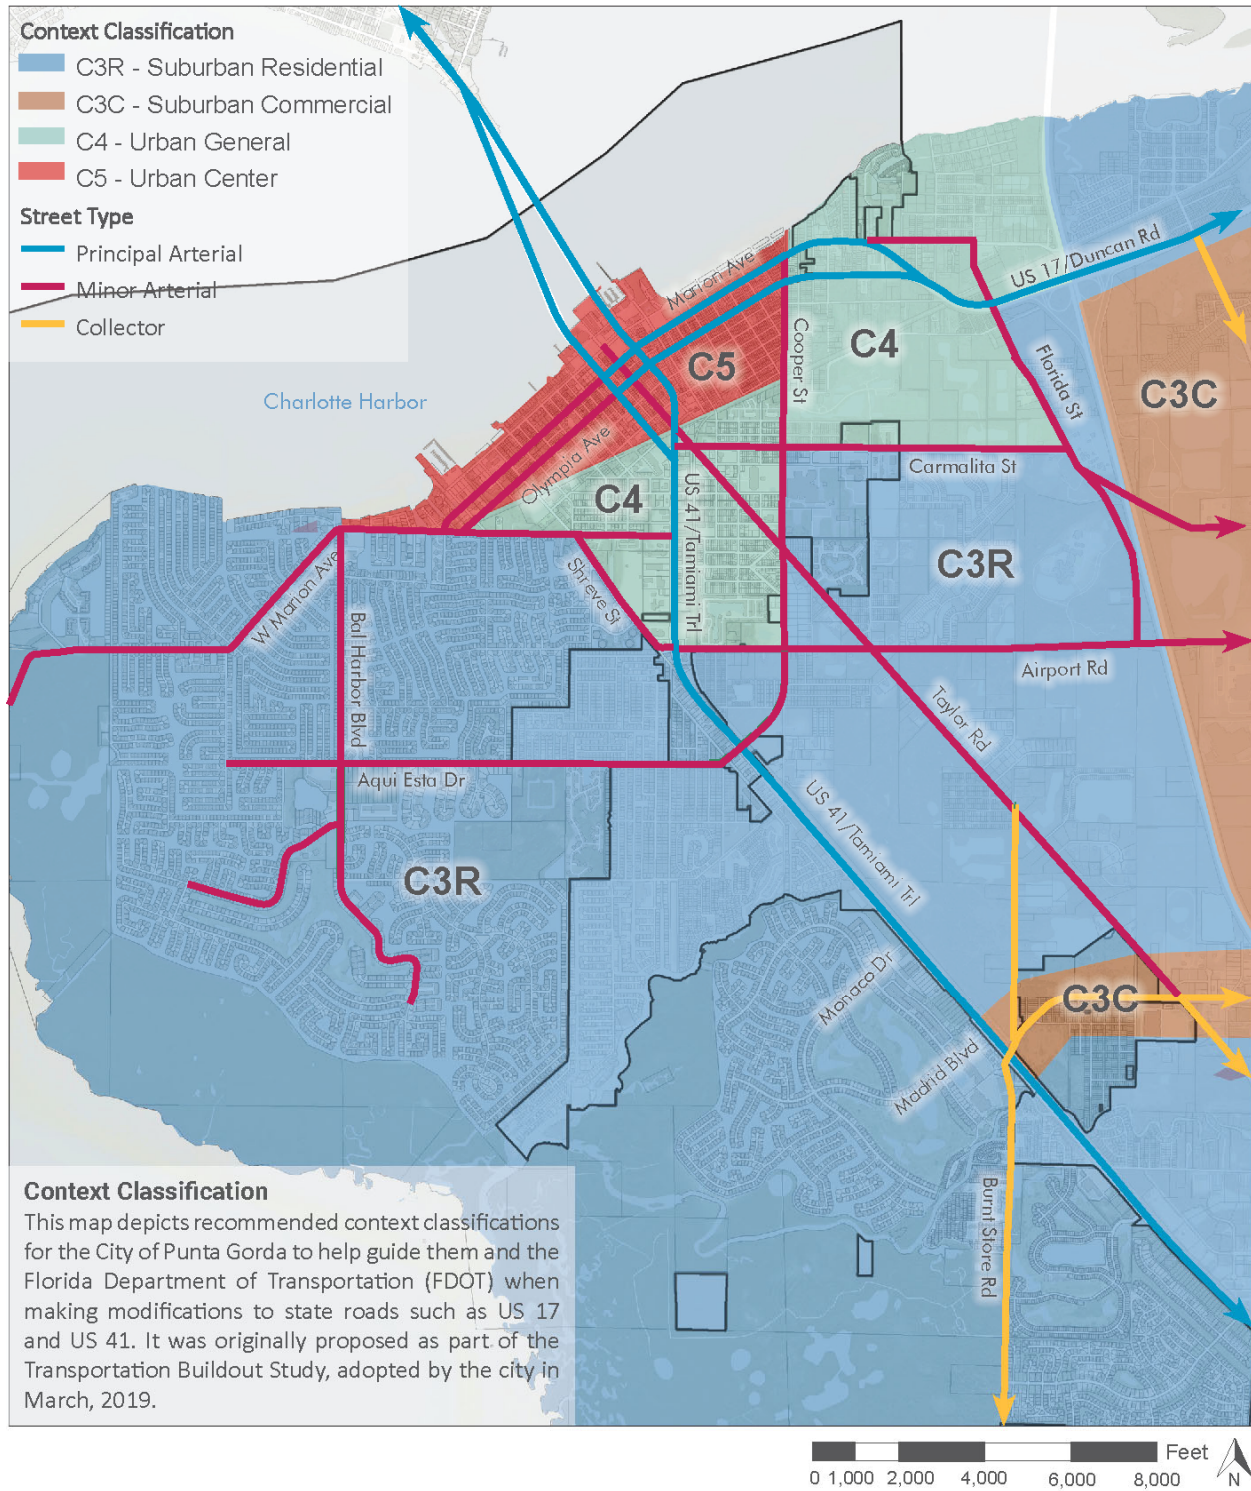 Context Classification
C3R - Suburban Residential
C3C - Suburban Commercial
C4 - Urban General
C5 - Urban Center
Street Type
Principal Arterial
Minor Arterial
Collector
US 17/Duncan Rd
Marion Ave
Cooper St
C4
C5
Florida St
C3C
Charlotte Harbor
Olympia Ave
Carmalita St
C4
US 41/Tamiami Trl
C3R
Shreve St
W Marion Ave
Bal Harbor Blvd
Airport Rd
Taylor Rd
Aqui Esta Dr
US 41/Tamiami Trl
C3R
Monaco Dr
C3C
Madrid Blvd
Burnt Store Rd
Context Classification
This map depicts recommended context classifications
for the City of Punta Gorda to help guide them and the
Florida Department of Transportation (FDOT) when
making modifications to state roads such as US 17
and US 41. It was originally proposed as part of the
Transportation Buildout Study, adopted by the city in
March, 2019.
Feet
0 1,000 2,000 4,000 6,000 8,000
N